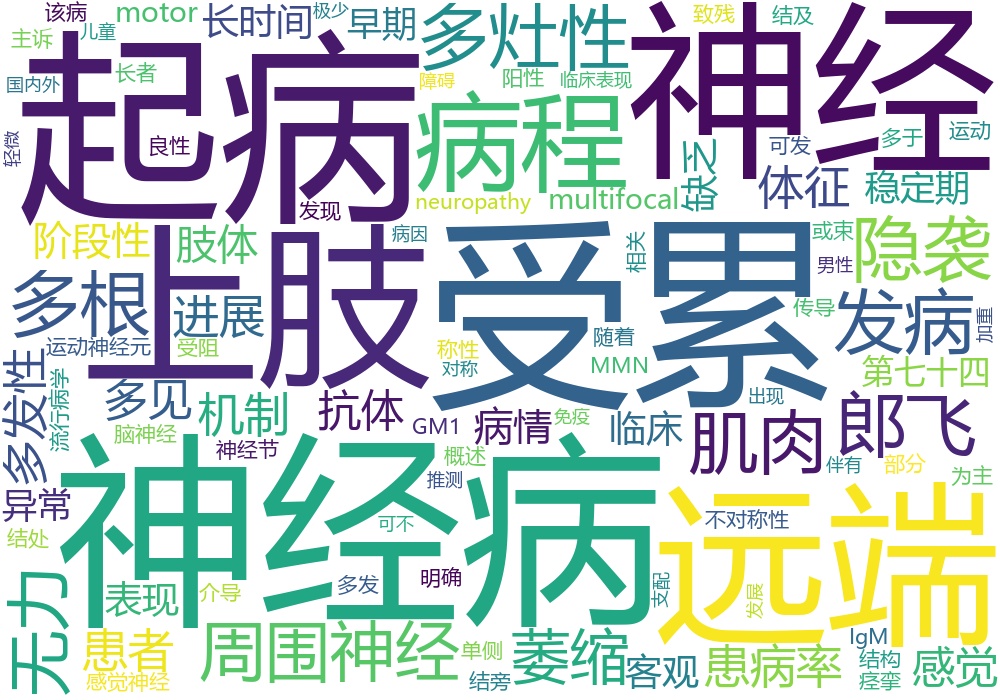 该病
motor
长时间
极少
早期
多灶性
神经
致残
结及
主诉
儿童
起病
国内外
长者
障碍
阳性
临床表现
轻微
良性
病程
缺乏
可发
多于
运动
体征
稳定期
发现
neuropathy
multifocal
阶段性
肢体
上肢
病因
受累
相关
或束
男性
隐袭
多根
进展
传导
发病
加重
运动神经元
受阻
称性
对称
随着
MMN
第七十四
多发性
流行病学
多见
机制
抗体
GM1
病情
免疫
出现
临床
肌肉
郎飞
脑神经
神经节
概述
推测
伴有
部分
为主
异常
神经病
远端
不对称性
结处
可不
无力
表现
介导
多发
明确
支配
发展
周围神经
单侧
萎缩
IgM
患者
感觉神经
结旁
客观
患病率
结构
痉挛
感觉